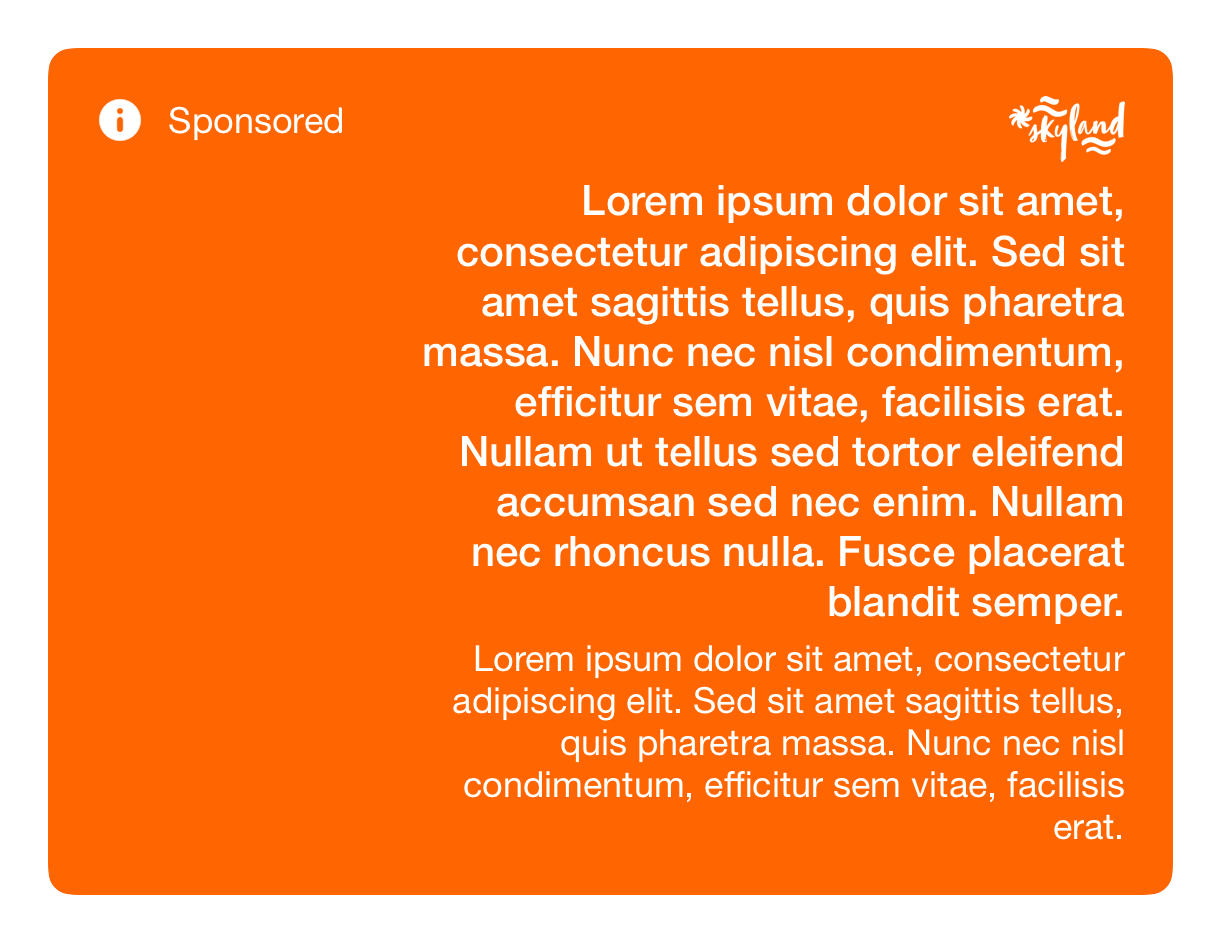 Sponsored
skyland
Lorem ipsum dolor sit amet,
consectetur adipiscing elit. Sed sit
amet sagittis tellus, quis pharetra
massa. Nunc nec nisl condimentum,
efficitur sem vitae, facilisis erat.
Nullam ut tellus sed tortor eleifend
accumsan sed nec enim. Nullam
nec rhoncus nulla. Fusce placerat
blandit semper.
Lorem ipsum dolor sit amet, consectetur
adipiscing elit. Sed sit amet sagittis tellus,
quis pharetra massa. Nunc nec nisl
condimentum, efficitur sem vitae, facilisis
erat.